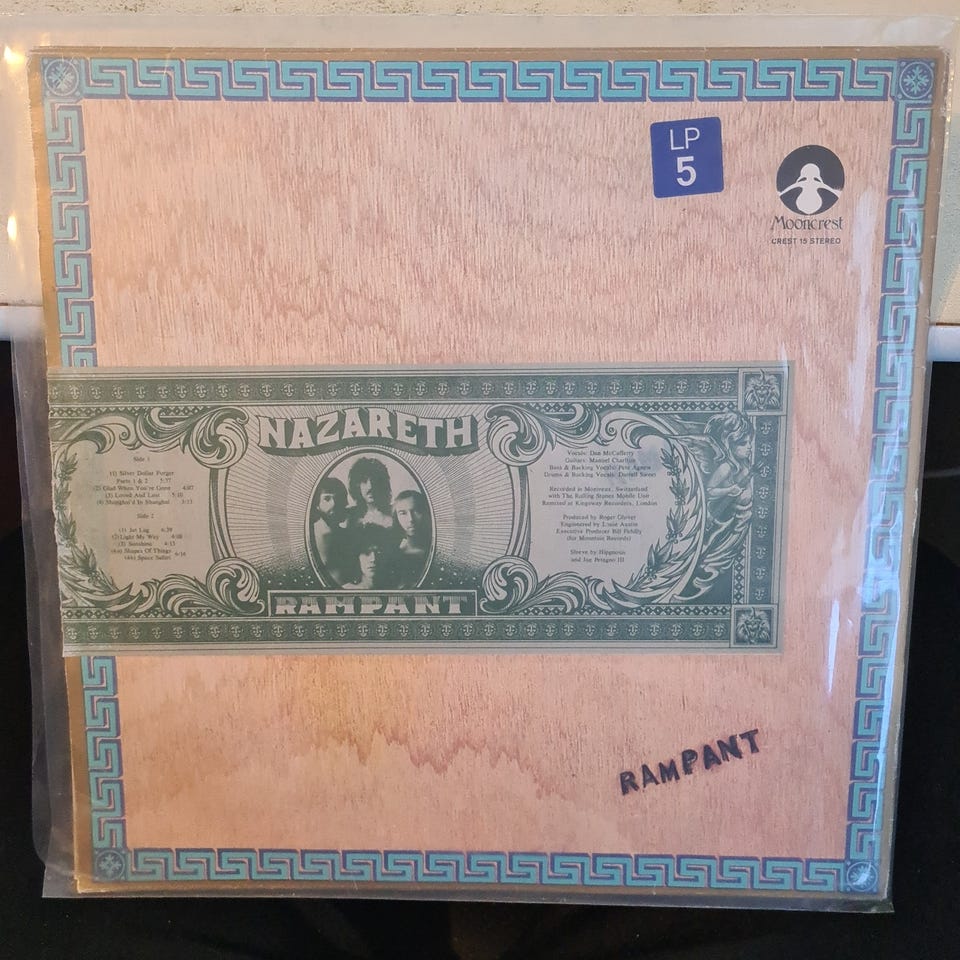 LP
5
Mooncrest
CREST 15 STEREO
NAZARETH
Side 1
(1) Silver Dollar Forger
Parts 1 & 2 5:37
(2) Glad When You're Gone 4:07
(3) Loved And Lost 5:10
(4) Shanghai'd In Shanghai 3:13
Side 2
(1) Jet Lag 6:39
(2) Light My Way 4:08
(3) Sunshine 4:15
(4a) Shapes Of Things
(4b) Space Safari 6:16
Vocals: Dan McCafferty
Guitars: Manuel Charlton
Bass & Backing Vocals: Pete Agnew
Drums & Backing Vocals: Darrell Sweet
Recorded in Montreux, Switzerland
with The Rolling Stones Mobile Unit
Remixed at Kingsway Recorders, London
Produced by Roger Glover
Engineered by Louie Austin
Executive Producer Bill Fehilly
(for Mountain Records)
Sleeve by Hipgnosis
and Joe Petagno III
RAMPANT
RAMPANT